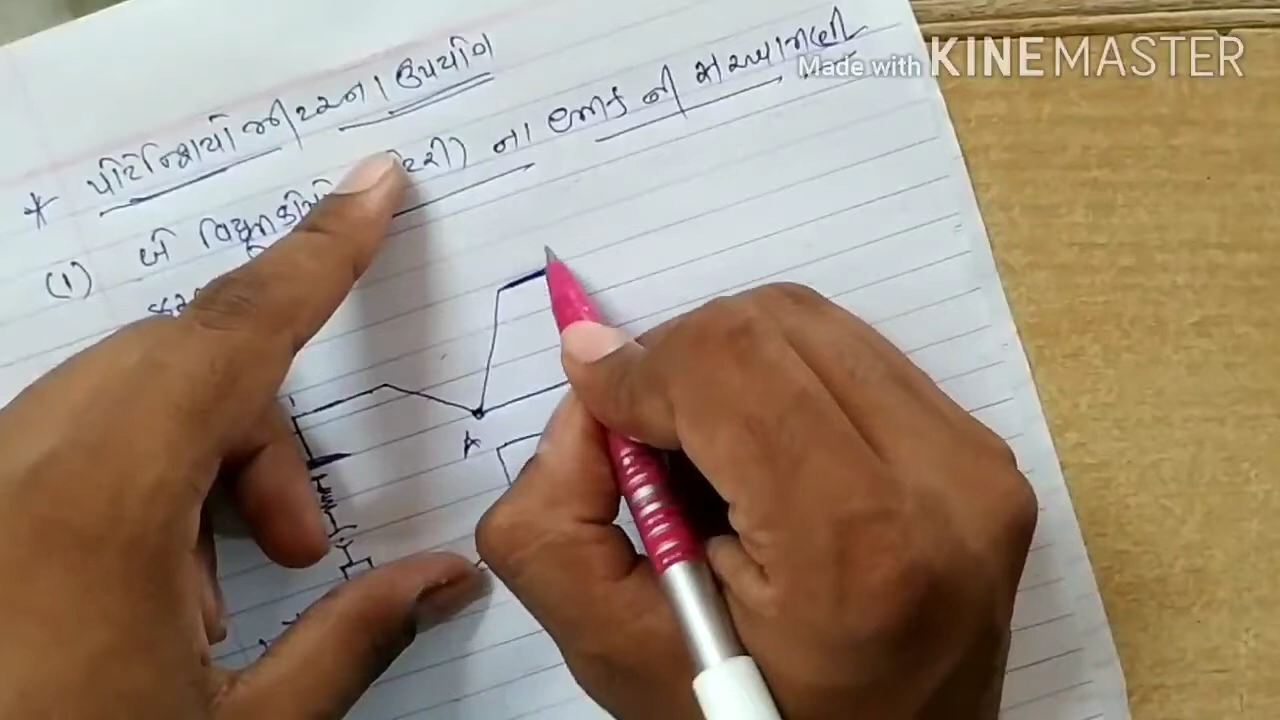 * પોટેન્શિયોમીટરના ઉપયોગ
(1) બે વિદ્યુતકોષો ટરી) ના emf ની સરખામણી
A
Made with KINEMASTER